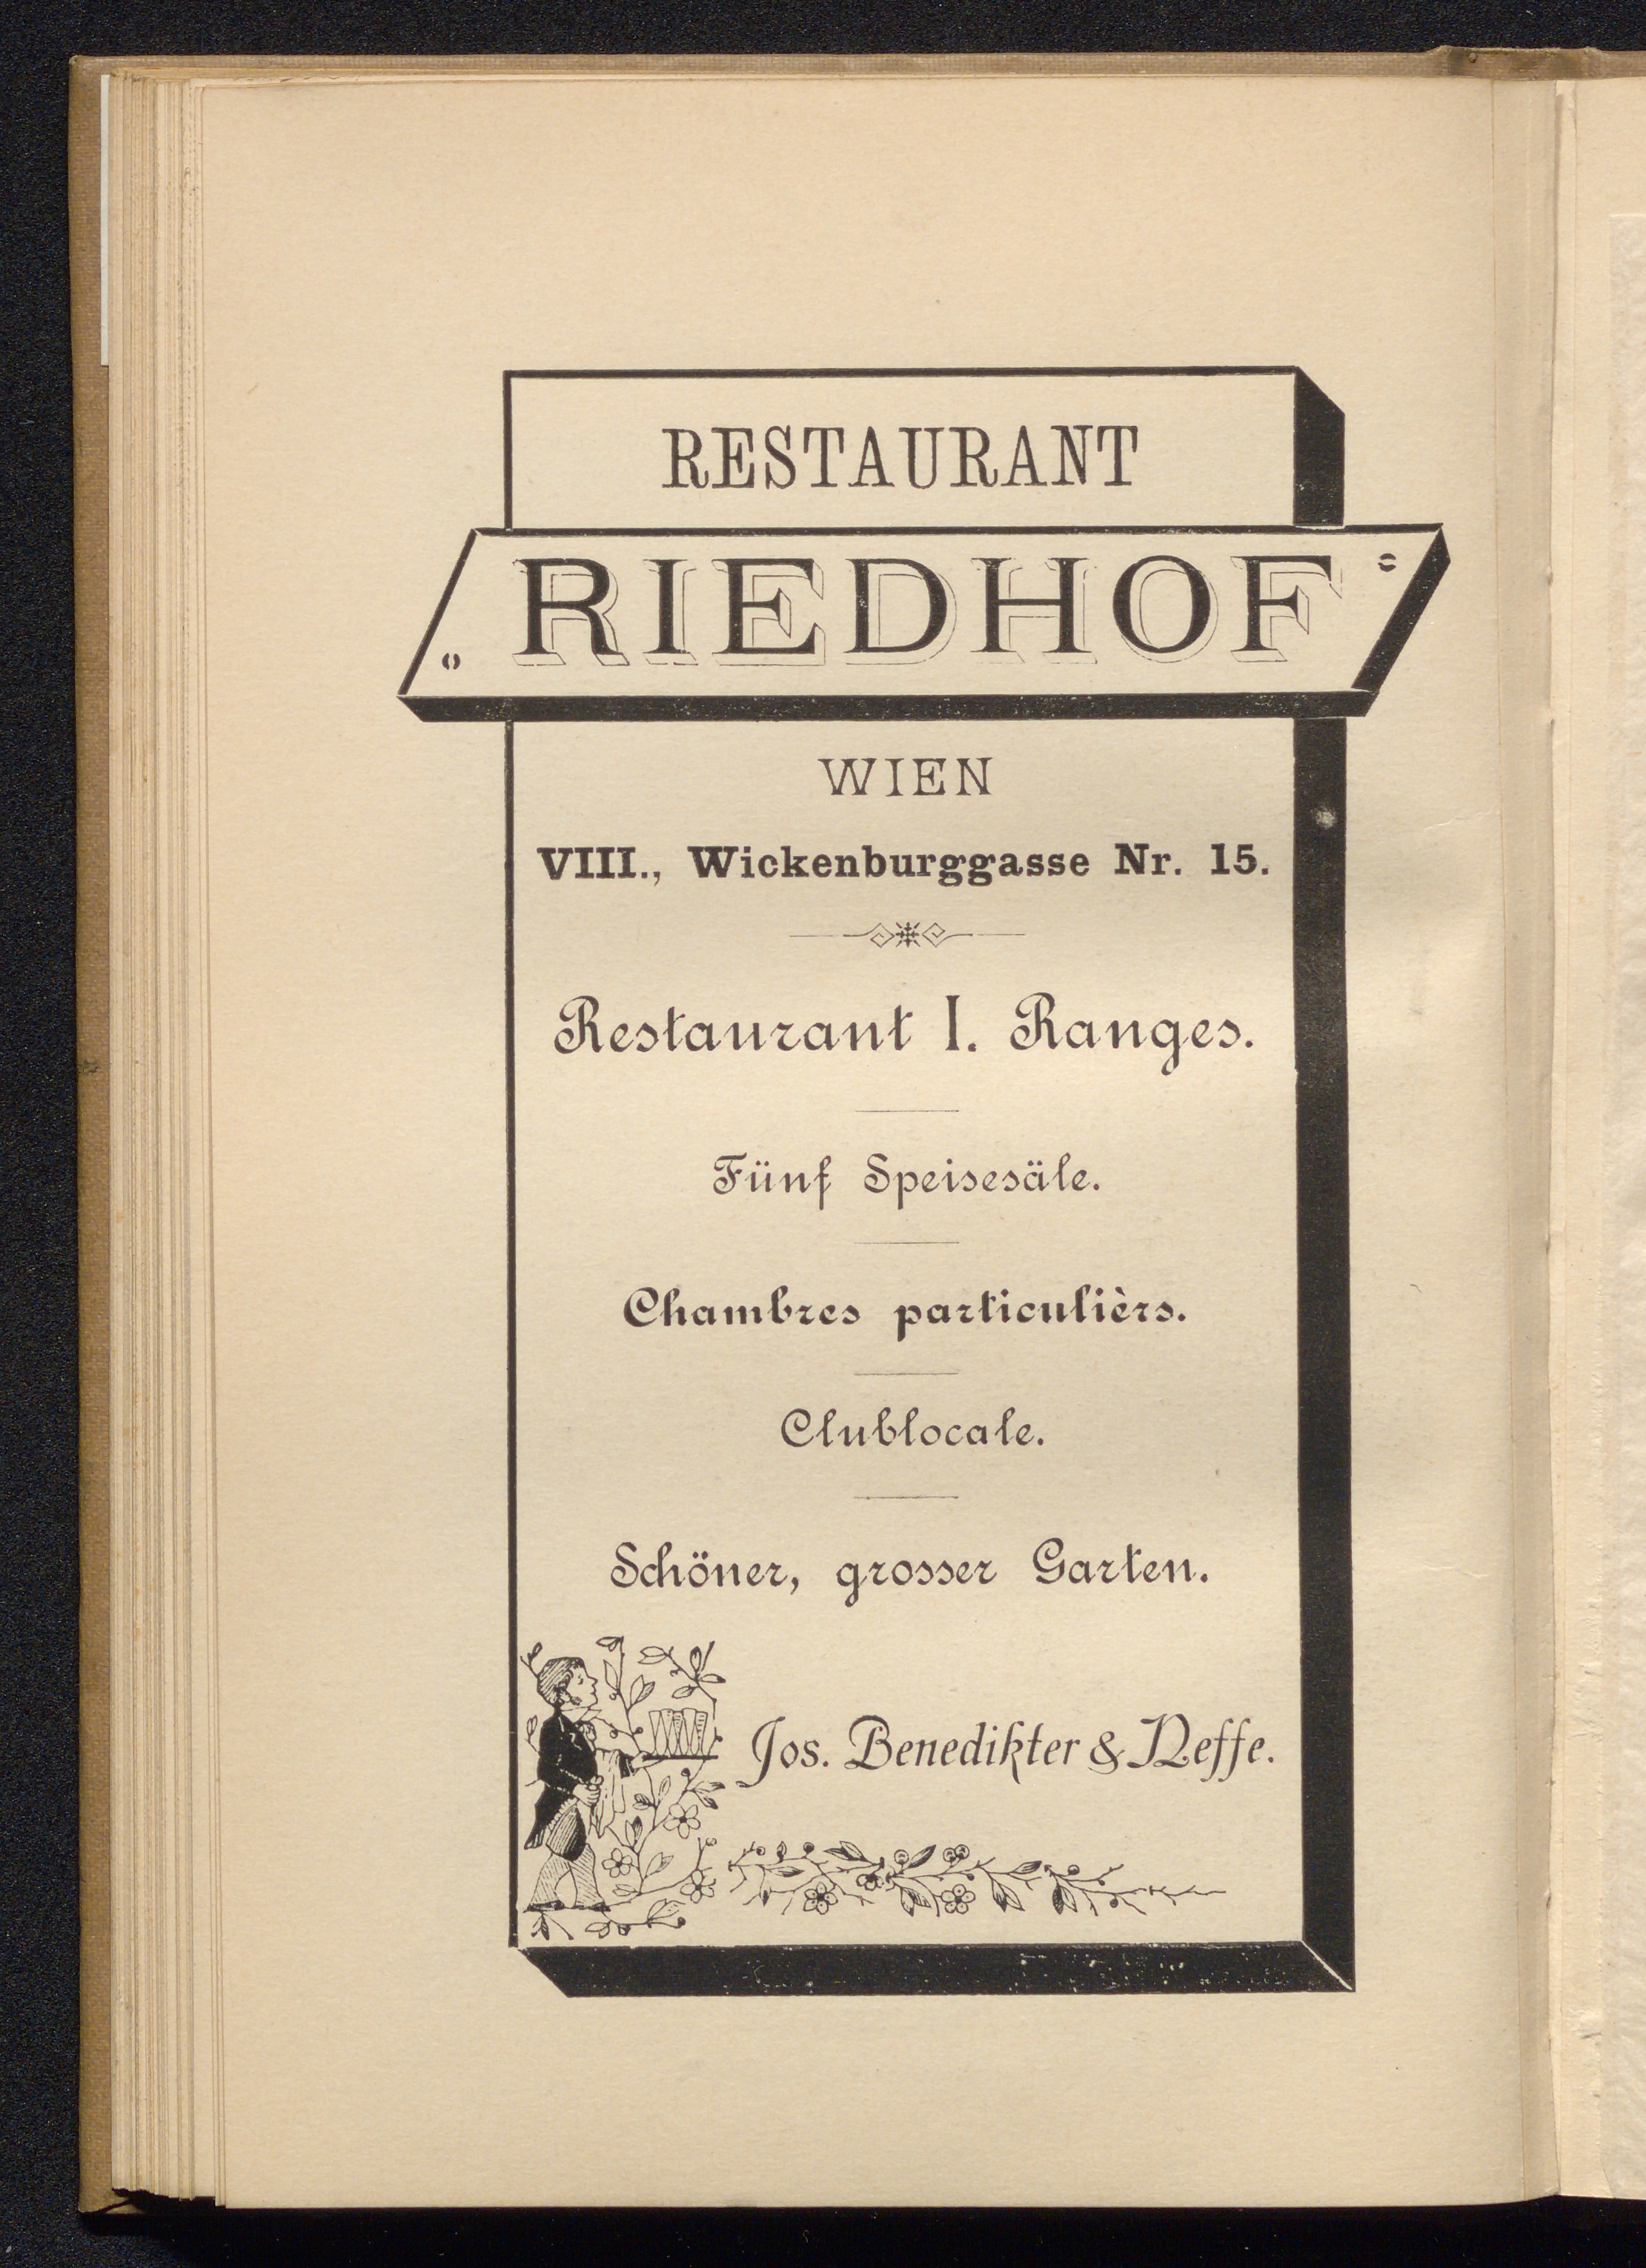 RESTAURANT
RIEDHOF
WIEN
VIII., Wickenburggasse Nr. 15.
Restaurant I. Ranges.
Fünf Speisesäle.
Chambres particulièrs.
Clublocale.
Schöner, grosser Garten.
Jos. Benedikter & Neffe.